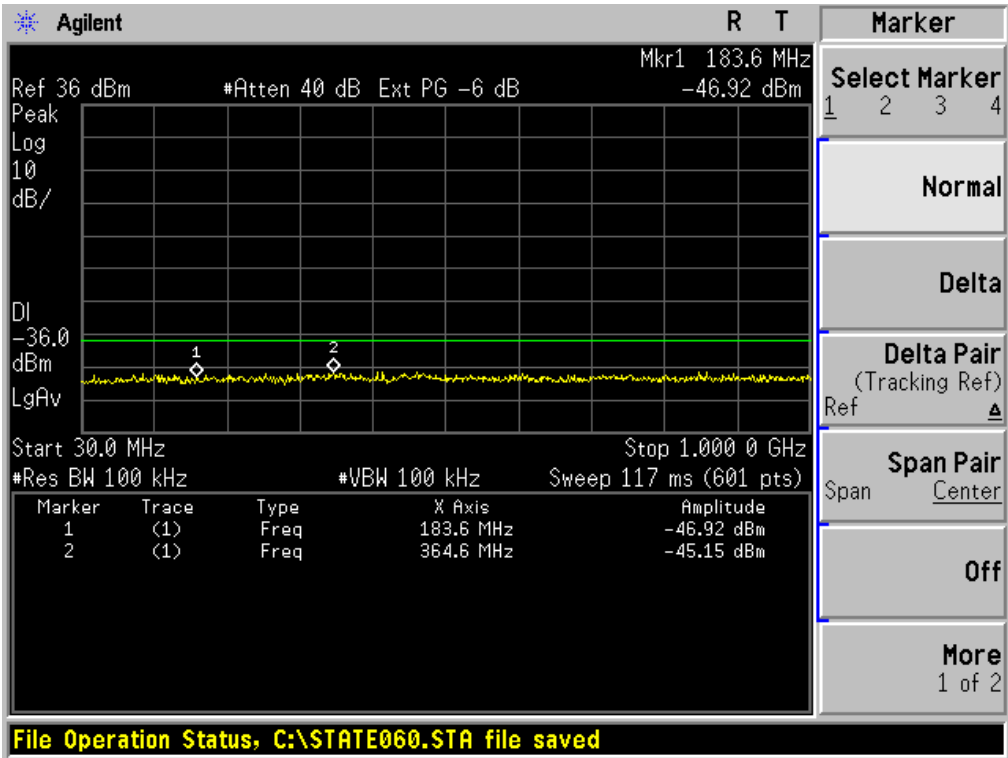 Agilent R T
Mkr1 183.6 MHz
Ref 36 dBm #Atten 40 dB Ext PG -6 dB -46.92 dBm
Peak
Log
10
dB/
DI
-36.0
dBm
LgAv
1 2
Start 30.0 MHz Stop 1.000 0 GHz
#Res BW 100 kHz #VBW 100 kHz Sweep 117 ms (601 pts)
Marker Trace Type X Axis Amplitude
1 (1) Freq 183.6 MHz -46.92 dBm
2 (1) Freq 364.6 MHz -45.15 dBm
File Operation Status, C:\STATE060.STA file saved
Marker
Select Marker
1 2 3 4
Normal
Delta
Delta Pair
(Tracking Ref)
Ref Δ
Span Pair
Span Center
Off
More
1 of 2